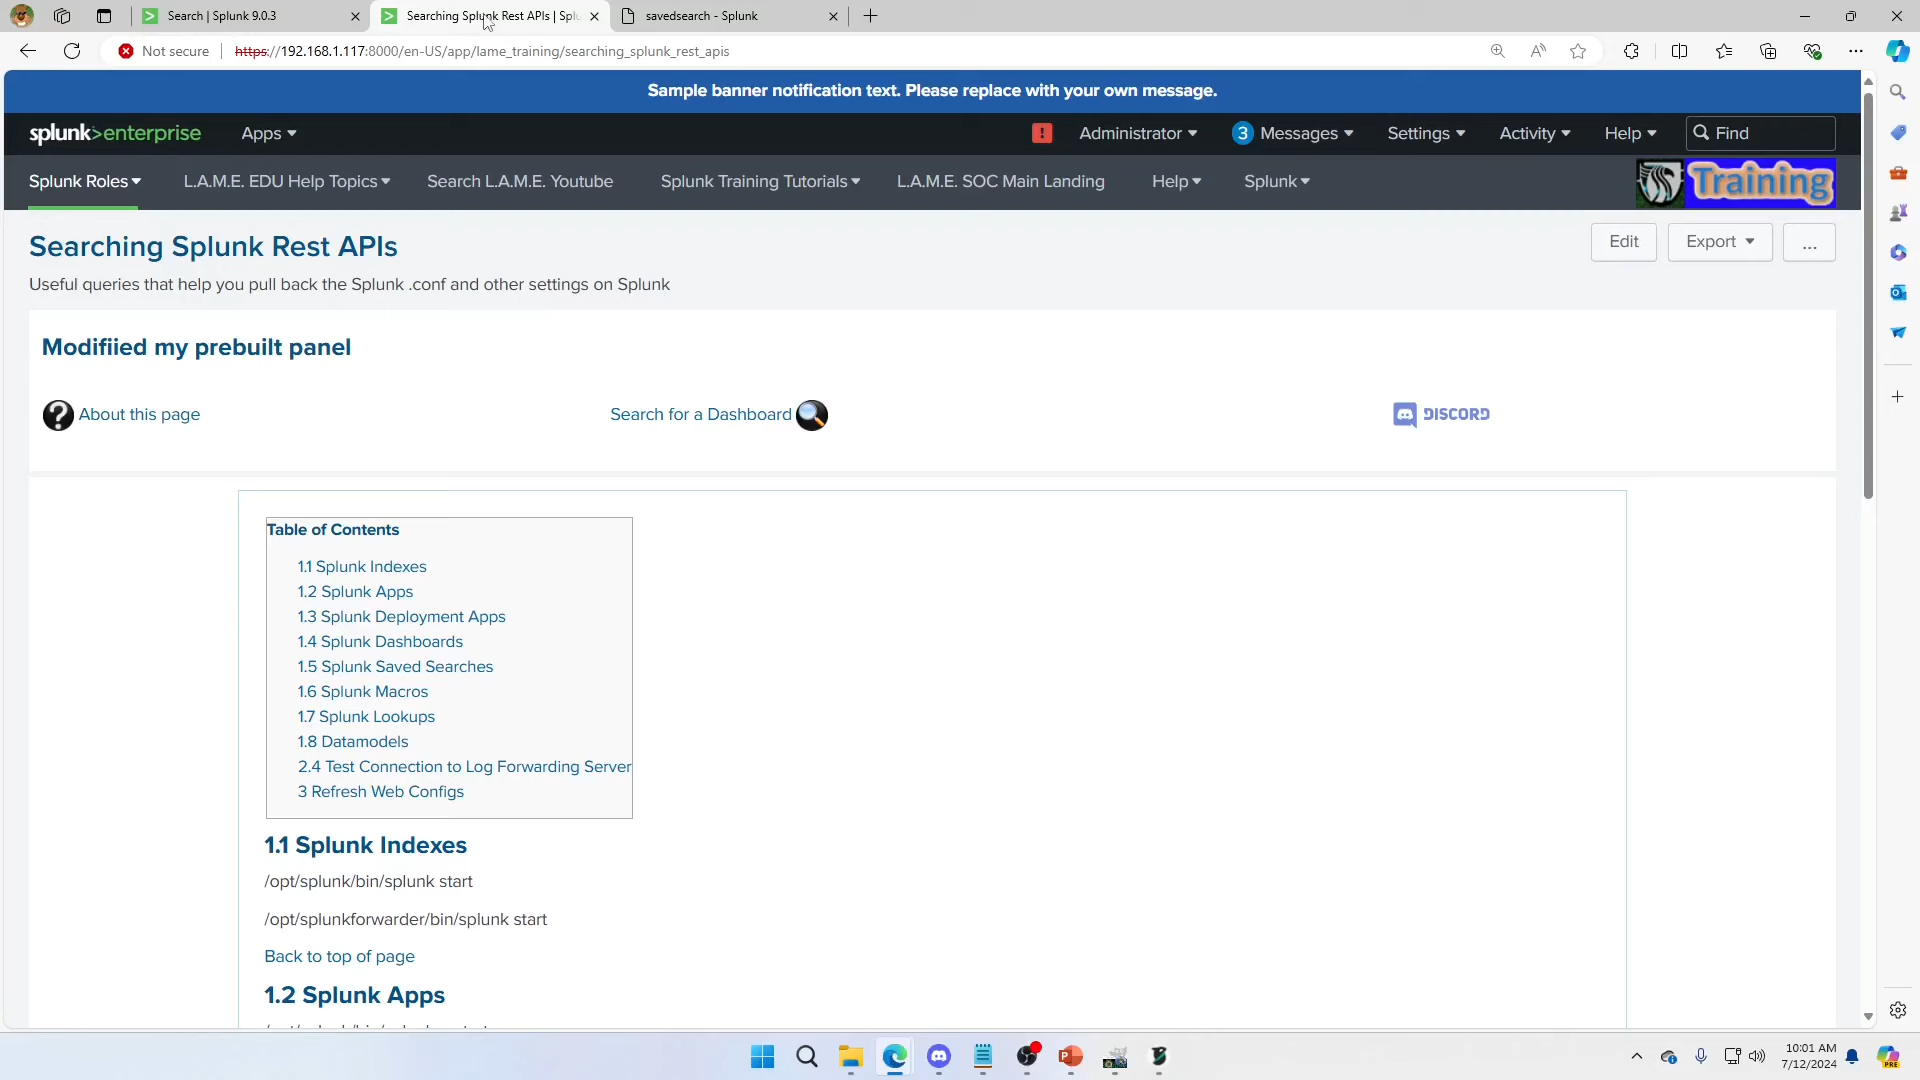 Search | Splunk 9.0.3
Searching Splunk Rest APIs | Splu
savedsearch - Splunk
Not secure
https://192.168.1.117:8000/en-US/app/lame_training/searching_splunk_rest_apis
Sample banner notification text. Please replace with your own message.
splunk>enterprise
Apps
!
Administrator
3
Messages
Settings
Activity
Help
Find
Splunk Roles
L.A.M.E. EDU Help Topics
Search L.A.M.E. Youtube
Splunk Training Tutorials
L.A.M.E. SOC Main Landing
Help
Splunk
Training
Searching Splunk Rest APIs
Edit
Export
...
Useful queries that help you pull back the Splunk .conf and other settings on Splunk
Modifiied my prebuilt panel
? About this page
Search for a Dashboard
DISCORD
Table of Contents
1.1 Splunk Indexes
1.2 Splunk Apps
1.3 Splunk Deployment Apps
1.4 Splunk Dashboards
1.5 Splunk Saved Searches
1.6 Splunk Macros
1.7 Splunk Lookups
1.8 Datamodels
2.4 Test Connection to Log Forwarding Server
3 Refresh Web Configs
1.1 Splunk Indexes
/opt/splunk/bin/splunk start
/opt/splunkforwarder/bin/splunk start
Back to top of page
1.2 Splunk Apps
10:01 AM
7/12/2024